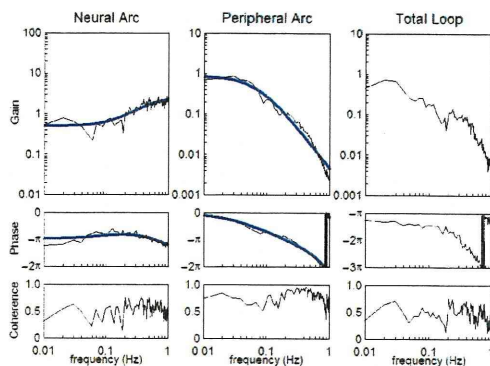 Neural Arc Peripheral Arc Total Loop
Gain
100 10 10
10 1 1
1 0.1 0.1
0.1 0.01 0.01
0.01 0.001 0.001
Phase
0 0 -π
-π -π -2π
-2π -2π -3π
Coherence
1.0 1.0 1.0
0.5 0.5 0.5
0 0 0
0.01 0.1 1 0.01 0.1 1 0.01 0.1 1
frequency (Hz) frequency (Hz) frequency (Hz)